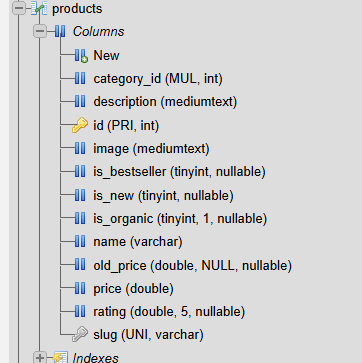 products
Columns
New
category_id (MUL, int)
description (mediumtext)
id (PRI, int)
image (mediumtext)
is_bestseller (tinyint, nullable)
is_new (tinyint, nullable)
is_organic (tinyint, 1, nullable)
name (varchar)
old_price (double, NULL, nullable)
price (double)
rating (double, 5, nullable)
slug (UNI, varchar)
Indexes